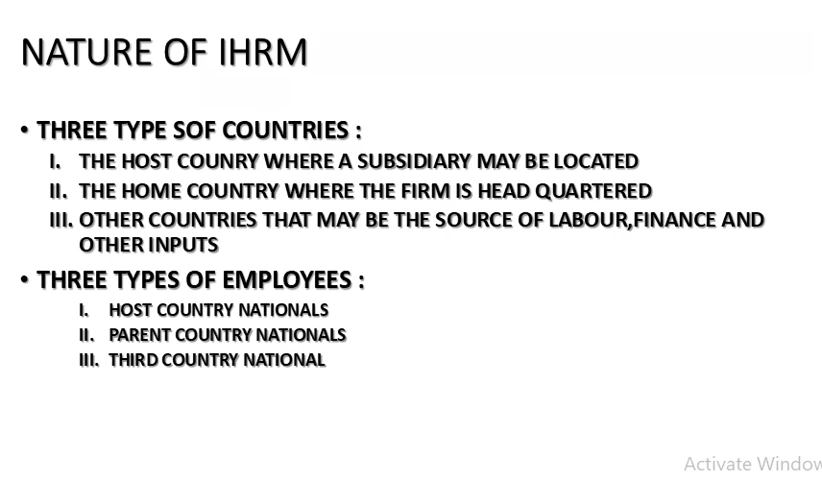 NATURE OF IHRM
• THREE TYPE SOF COUNTRIES :
I. THE HOST COUNRY WHERE A SUBSIDIARY MAY BE LOCATED
II. THE HOME COUNTRY WHERE THE FIRM IS HEAD QUARTERED
III. OTHER COUNTRIES THAT MAY BE THE SOURCE OF LABOUR,FINANCE AND
OTHER INPUTS
• THREE TYPES OF EMPLOYEES :
I. HOST COUNTRY NATIONALS
II. PARENT COUNTRY NATIONALS
III. THIRD COUNTRY NATIONAL
Activate Window